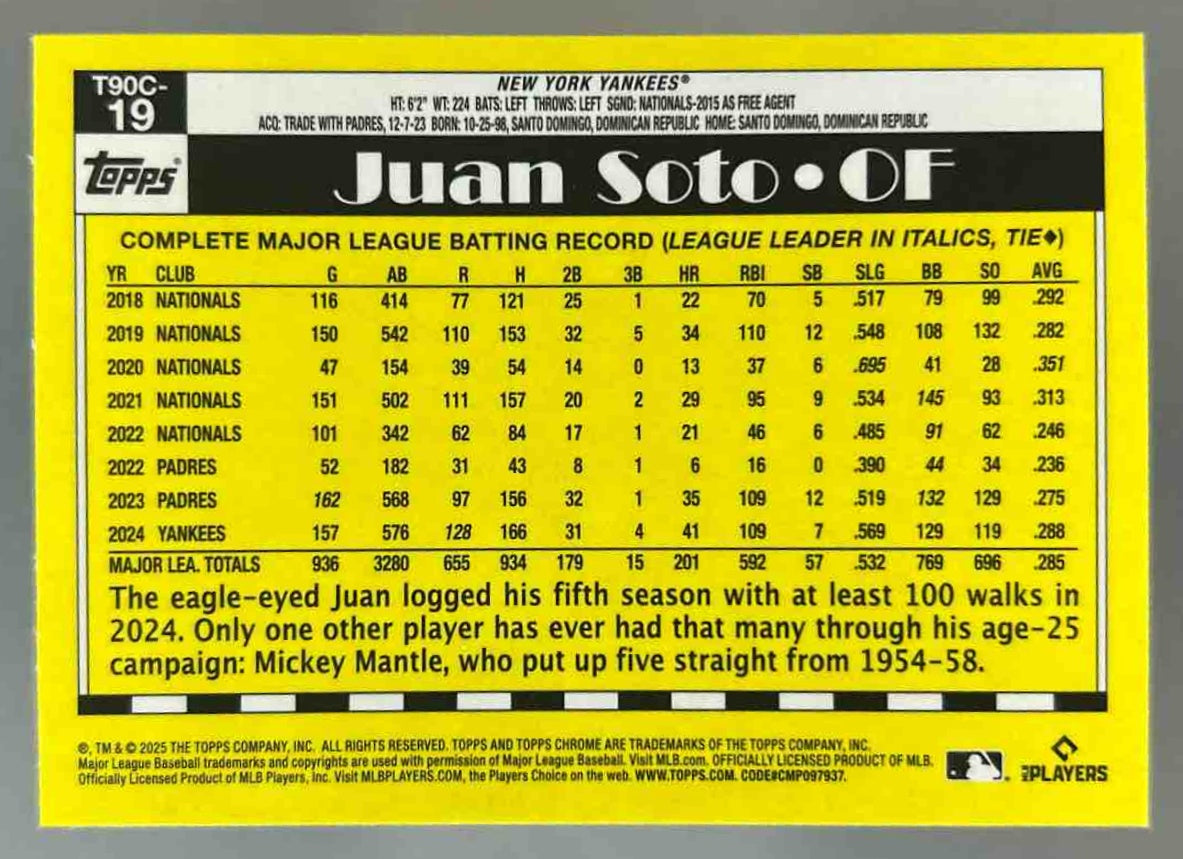 T90C-
19
NEW YORK YANKEES®
HT: 6'2" WT: 224 BATS: LEFT THROWS: LEFT SGND: NATIONALS-2015 AS FREE AGENT
ACQ: TRADE WITH PADRES, 12-7-23 BORN: 10-25-98, SANTO DOMINGO, DOMINICAN REPUBLIC HOME: SANTO DOMINGO, DOMINICAN REPUBLIC
TOPPS®
Juan Soto • OF
COMPLETE MAJOR LEAGUE BATTING RECORD (LEAGUE LEADER IN ITALICS, TIE◆)
YR CLUB G AB R H 2B 3B HR RBI SB SLG BB SO AVG
2018 NATIONALS 116 414 77 121 25 1 22 70 5 .517 79 99 .292
2019 NATIONALS 150 542 110 153 32 5 34 110 12 .548 108 132 .282
2020 NATIONALS 47 154 39 54 14 0 13 37 6 .695 41 28 .351
2021 NATIONALS 151 502 111 157 20 2 29 95 9 .534 145 93 .313
2022 NATIONALS 101 342 62 84 17 1 21 46 6 .485 91 62 .246
2022 PADRES 52 182 31 43 8 1 6 16 0 .390 44 34 .236
2023 PADRES 162 568 97 156 32 1 35 109 12 .519 132 129 .275
2024 YANKEES 157 576 128 166 31 4 41 109 7 .569 129 119 .288
MAJOR LEA. TOTALS 936 3280 655 934 179 15 201 592 57 .532 769 696 .285
The eagle-eyed Juan logged his fifth season with at least 100 walks in
2024. Only one other player has ever had that many through his age-25
campaign: Mickey Mantle, who put up five straight from 1954-58.
®, TM & © 2025 THE TOPPS COMPANY, INC. ALL RIGHTS RESERVED. TOPPS AND TOPPS CHROME ARE TRADEMARKS OF THE TOPPS COMPANY, INC.
Major League Baseball trademarks and copyrights are used with permission of Major League Baseball. Visit MLB.com. OFFICIALLY LICENSED PRODUCT OF MLB.
Officially Licensed Product of MLB Players, Inc. Visit MLBPLAYERS.COM, the Players Choice on the web. WWW.TOPPS.COM. CODE#CMP097937.
MLB PLAYERS